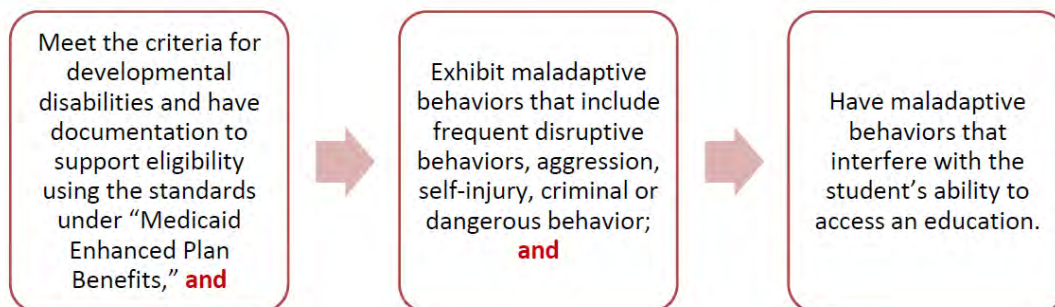 Meet the criteria for
developmental
disabilities and have
documentation to
support eligibility
using the standards
under “Medicaid
Enhanced Plan
Benefits,” and
Exhibit maladaptive
behaviors that include
frequent disruptive
behaviors, aggression,
self-injury, criminal or
dangerous behavior;
and
Have maladaptive
behaviors that
interfere with the
student’s ability to
access an education.